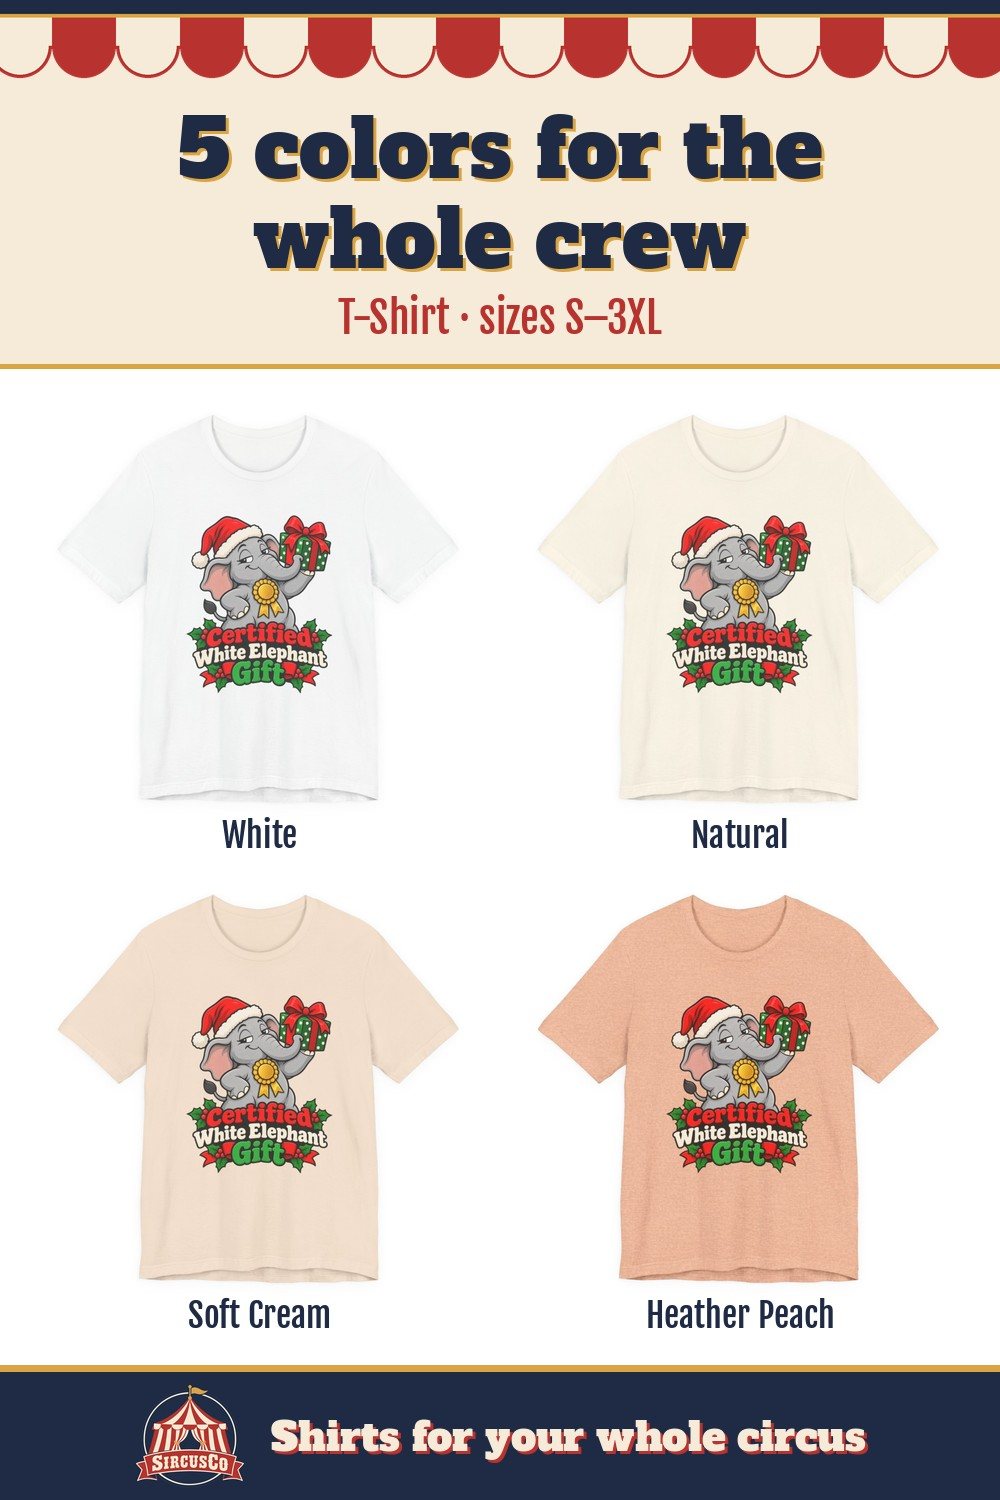 5 colors for the
whole crew
T-Shirt · sizes S–3XL
Certified
White Elephant
Gift
Certified
White Elephant
Gift
White
Natural
Certified
White Elephant
Gift
Certified
White Elephant
Gift
Soft Cream
Heather Peach
SircusCo
Shirts for your whole circus